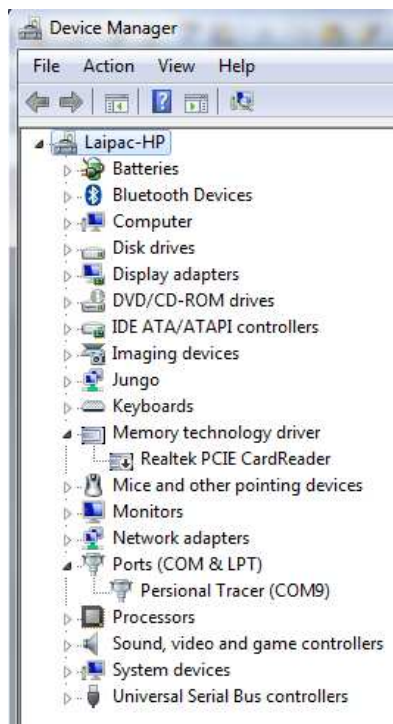 Device Manager
File Action View Help
Laipac-HP
Batteries
Bluetooth Devices
Computer
Disk drives
Display adapters
DVD/CD-ROM drives
IDE ATA/ATAPI controllers
Imaging devices
Jungo
Keyboards
Memory technology driver
Realtek PCIE CardReader
Mice and other pointing devices
Monitors
Network adapters
Ports (COM & LPT)
Persional Tracer (COM9)
Processors
Sound, video and game controllers
System devices
Universal Serial Bus controllers